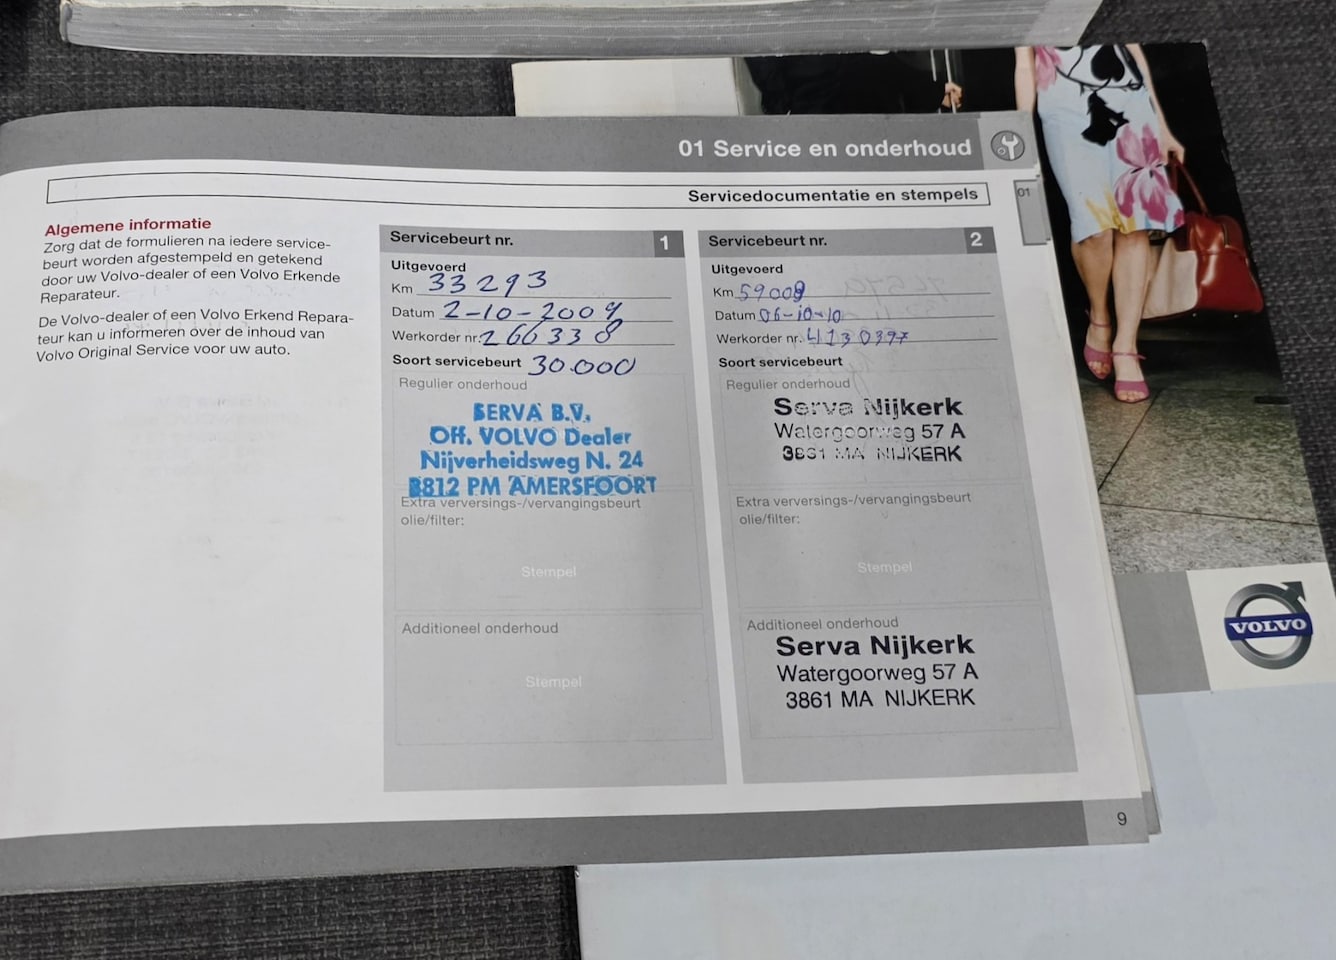 01 Service en onderhoud
Servicedocumentatie en stempels
01
Algemene informatie
Zorg dat de formulieren na iedere service-
beurt worden afgestempeld en getekend
door uw Volvo-dealer of een Volvo Erkende
Reparateur.
De Volvo-dealer of een Volvo Erkend Repara-
teur kan u informeren over de inhoud van
Volvo Original Service voor uw auto.
Servicebeurt nr. 1
Uitgevoerd
Km 33293
Datum 2-10-2009
Werkorder nr. 266338
Soort servicebeurt 30.000
Regulier onderhoud
SERVA B.V.
Off. VOLVO Dealer
Nijverheidsweg N. 24
3812 PM AMERSFOORT
Extra verversings-/vervangingsbeurt
olie/filter:
Stempel
Additioneel onderhoud
Stempel
Servicebeurt nr. 2
Uitgevoerd
Km
Datum 06-10-10
Werkorder nr.
Soort servicebeurt
Regulier onderhoud
Serva Nijkerk
Watergoorweg 57 A
3861 MA NIJKERK
Extra verversings-/vervangingsbeurt
olie/filter:
Stempel
Additioneel onderhoud
Serva Nijkerk
Watergoorweg 57 A
3861 MA NIJKERK
9
VOLVO